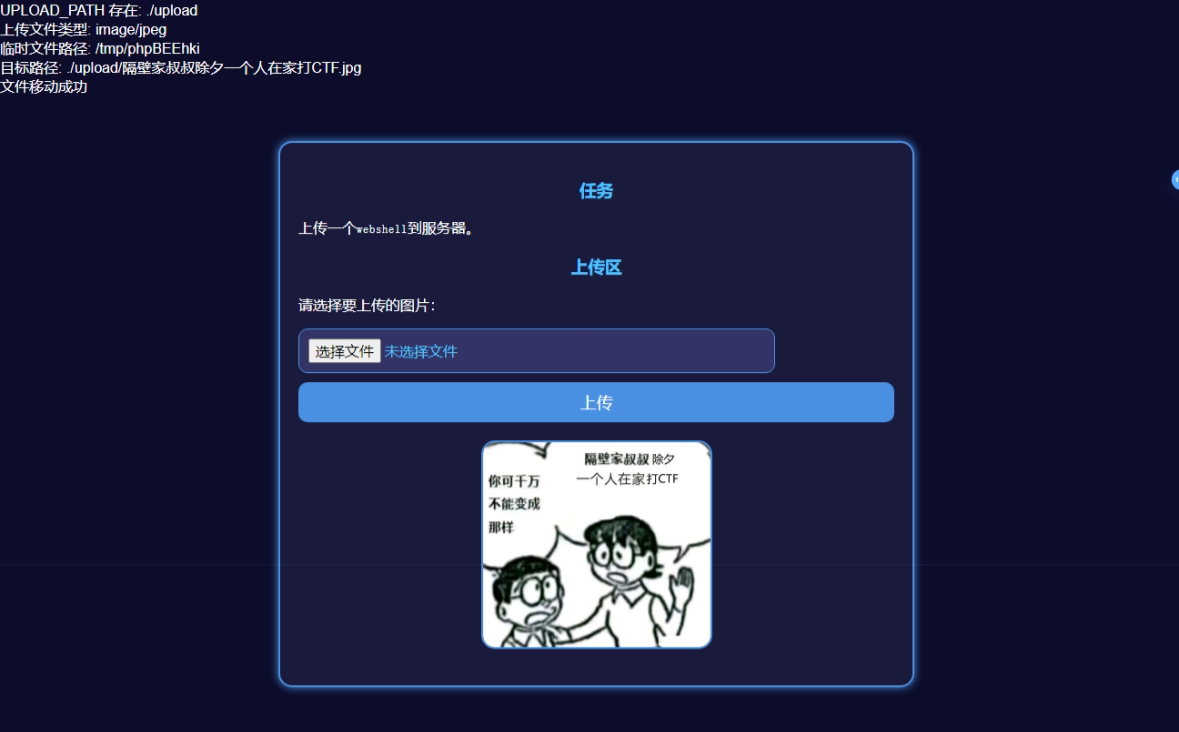 UPLOAD_PATH 存在: ./upload
上传文件类型: image/jpeg
临时文件路径: /tmp/phpBEEhki
目标路径: ./upload/隔壁家叔叔除夕一个人在家打CTF.jpg
文件移动成功
任务
上传一个webshell到服务器。
上传区
请选择要上传的图片：
选择文件 未选择文件
上传
隔壁家叔叔 除夕
一个人在家打CTF
你可千万
不能变成
那样